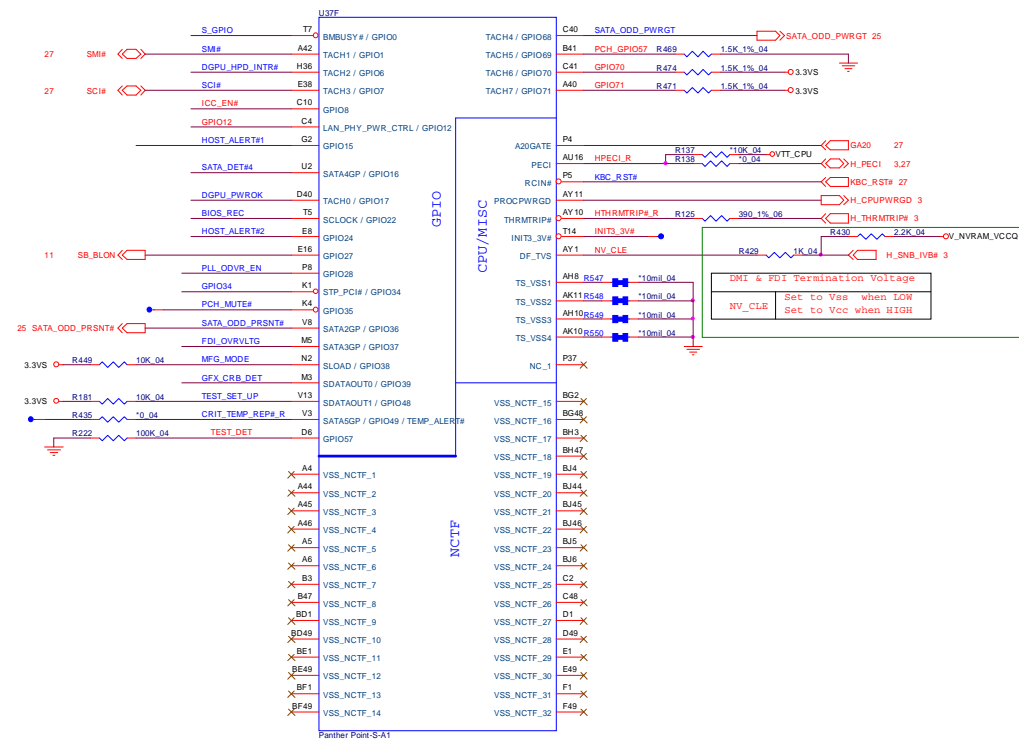 U37F
S_GPIO T7 BMBUSY# / GPIO0 TACH4 / GPIO68 C40 SATA_ODD_PWRGT SATA_ODD_PWRGT 25
27 SMI# SMI# A42 TACH1 / GPIO1 TACH5 / GPIO69 B41 PCH_GPIO57 R469 1.5K_1%_04
DGPU_HPD_INTR# H36 TACH2 / GPIO6 TACH6 / GPIO70 C41 GPIO70 R474 1.5K_1%_04 3.3VS
27 SCI# SCI# E38 TACH3 / GPIO7 TACH7 / GPIO71 A40 GPIO71 R471 1.5K_1%_04 3.3VS
ICC_EN# C10 GPIO8
GPIO12 C4 LAN_PHY_PWR_CTRL / GPIO12
HOST_ALERT#1 G2 GPIO15 A20GATE P4 GA20 27
R137 *10K_04 VTT_CPU
SATA_DET#4 U2 SATA4GP / GPIO16 PECI AU16 HPECI_R R138 *0_04 H_PECI 3,27
RCIN# P5 KBC_RST# KBC_RST# 27
DGPU_PWROK D40 TACH0 / GPIO17 PROCPWRGD AY11 H_CPUPWRGD 3
BIOS_REC T5 SCLOCK / GPIO22 THRMTRIP# AY10 HTHRMTRIP#_R R125 390_1%_06 H_THRMTRIP# 3
HOST_ALERT#2 E8 GPIO24 INIT3_3V# T14 INIT3_3V# R430 2.2K_04 V_NVRAM_VCCQ
11 SB_BLON E16 GPIO27 DF_TVS AY1 NV_CLE R429 1K_04 H_SNB_IVB# 3
PLL_ODVR_EN P8 GPIO28 TS_VSS1 AH8 R547 *10mil_04
GPIO34 K1 STP_PCI# / GPIO34 TS_VSS2 AK11 R548 *10mil_04
PCH_MUTE# K4 GPIO35 TS_VSS3 AH10 R549 *10mil_04
25 SATA_ODD_PRSNT# SATA_ODD_PRSNT# V8 SATA2GP / GPIO36 TS_VSS4 AK10 R550 *10mil_04
DMI & FDI Termination Voltage
NV_CLE
Set to Vss when LOW
Set to Vcc when HIGH
FDI_OVRVLTG M5 SATA3GP / GPIO37
3.3VS R449 10K_04 MFG_MODE N2 SLOAD / GPIO38 NC_1 P37
GFX_CRB_DET M3 SDATAOUT0 / GPIO39
3.3VS R181 10K_04 TEST_SET_UP V13 SDATAOUT1 / GPIO48 VSS_NCTF_15 BG2
R435 *0_04 CRIT_TEMP_REP#_R V3 SATA5GP / GPIO49 / TEMP_ALERT# VSS_NCTF_16 BG48
R222 100K_04 TEST_DET D6 GPIO57 VSS_NCTF_17 BH3
VSS_NCTF_18 BH47
A4 VSS_NCTF_1 VSS_NCTF_19 BJ4
A44 VSS_NCTF_2 VSS_NCTF_20 BJ44
A45 VSS_NCTF_3 VSS_NCTF_21 BJ45
A46 VSS_NCTF_4 VSS_NCTF_22 BJ46
A5 VSS_NCTF_5 VSS_NCTF_23 BJ5
A6 VSS_NCTF_6 VSS_NCTF_24 BJ6
B3 VSS_NCTF_7 VSS_NCTF_25 C2
B47 VSS_NCTF_8 VSS_NCTF_26 C48
BD1 VSS_NCTF_9 VSS_NCTF_27 D1
BD49 VSS_NCTF_10 VSS_NCTF_28 D49
BE1 VSS_NCTF_11 VSS_NCTF_29 E1
BE49 VSS_NCTF_12 VSS_NCTF_30 E49
BF1 VSS_NCTF_13 VSS_NCTF_31 F1
BF49 VSS_NCTF_14 VSS_NCTF_32 F49
GPIO
CPU/MISC
NCTF
Panther Point-S-A1